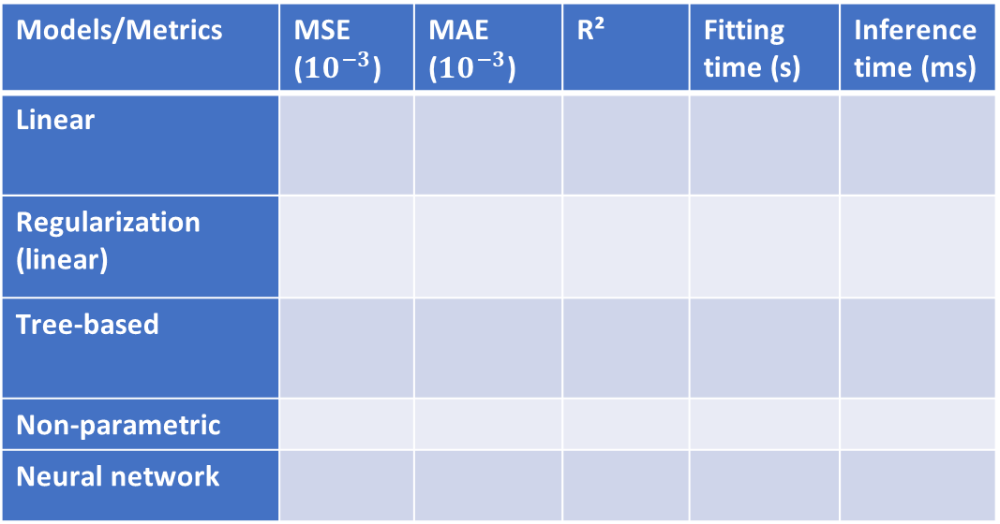 Models/Metrics
MSE
(10⁻³)
MAE
(10⁻³)
R²
Fitting
time (s)
Inference
time (ms)
Linear
Regularization
(linear)
Tree-based
Non-parametric
Neural network